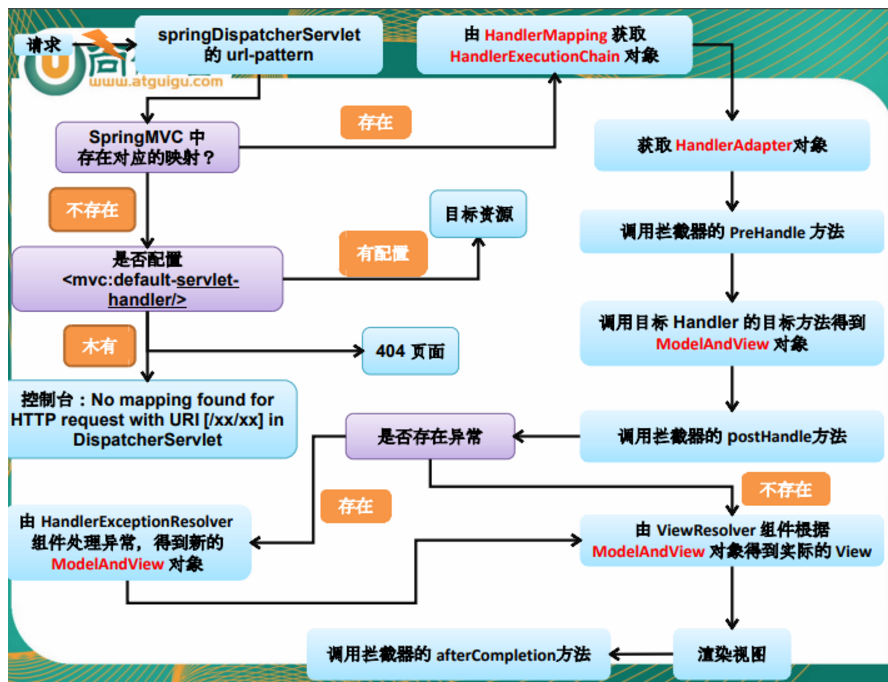 请求
springDispatcherServlet
的 url-pattern
由 HandlerMapping 获取
HandlerExecutionChain 对象
www.atguigu.com
SpringMVC 中
存在对应的映射？
存在
获取 HandlerAdapter对象
不存在
目标资源
调用拦截器的 PreHandle 方法
是否配置
<mvc:default-servlet-
handler/>
有配置
调用目标 Handler 的目标方法得到
ModelAndView 对象
木有
404 页面
控制台：No mapping found for
HTTP request with URI [/xx/xx] in
DispatcherServlet
是否存在异常
调用拦截器的 postHandle方法
存在
不存在
由 HandlerExceptionResolver
组件处理异常，得到新的
ModelAndView 对象
由 ViewResolver 组件根据
ModelAndView 对象得到实际的 View
调用拦截器的 afterCompletion方法
渲染视图